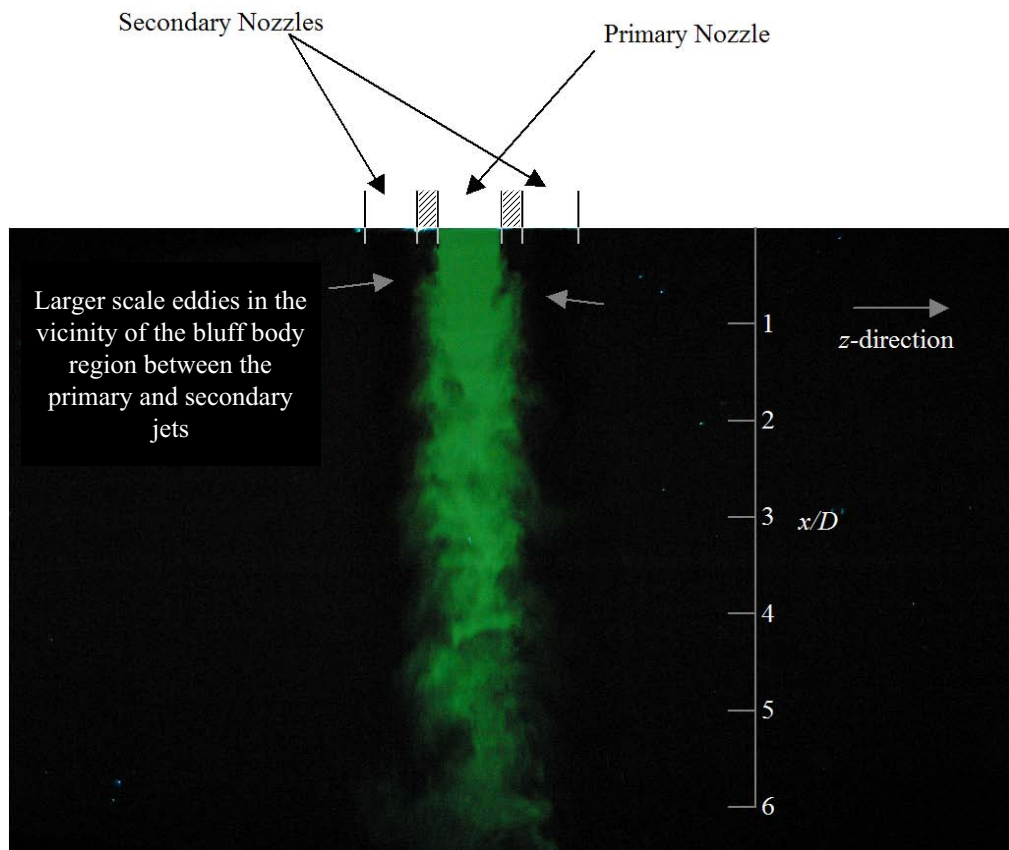 Secondary Nozzles
Primary Nozzle
Larger scale eddies in the
vicinity of the bluff body
region between the
primary and secondary
jets
z-direction
1
2
3
x/D
4
5
6